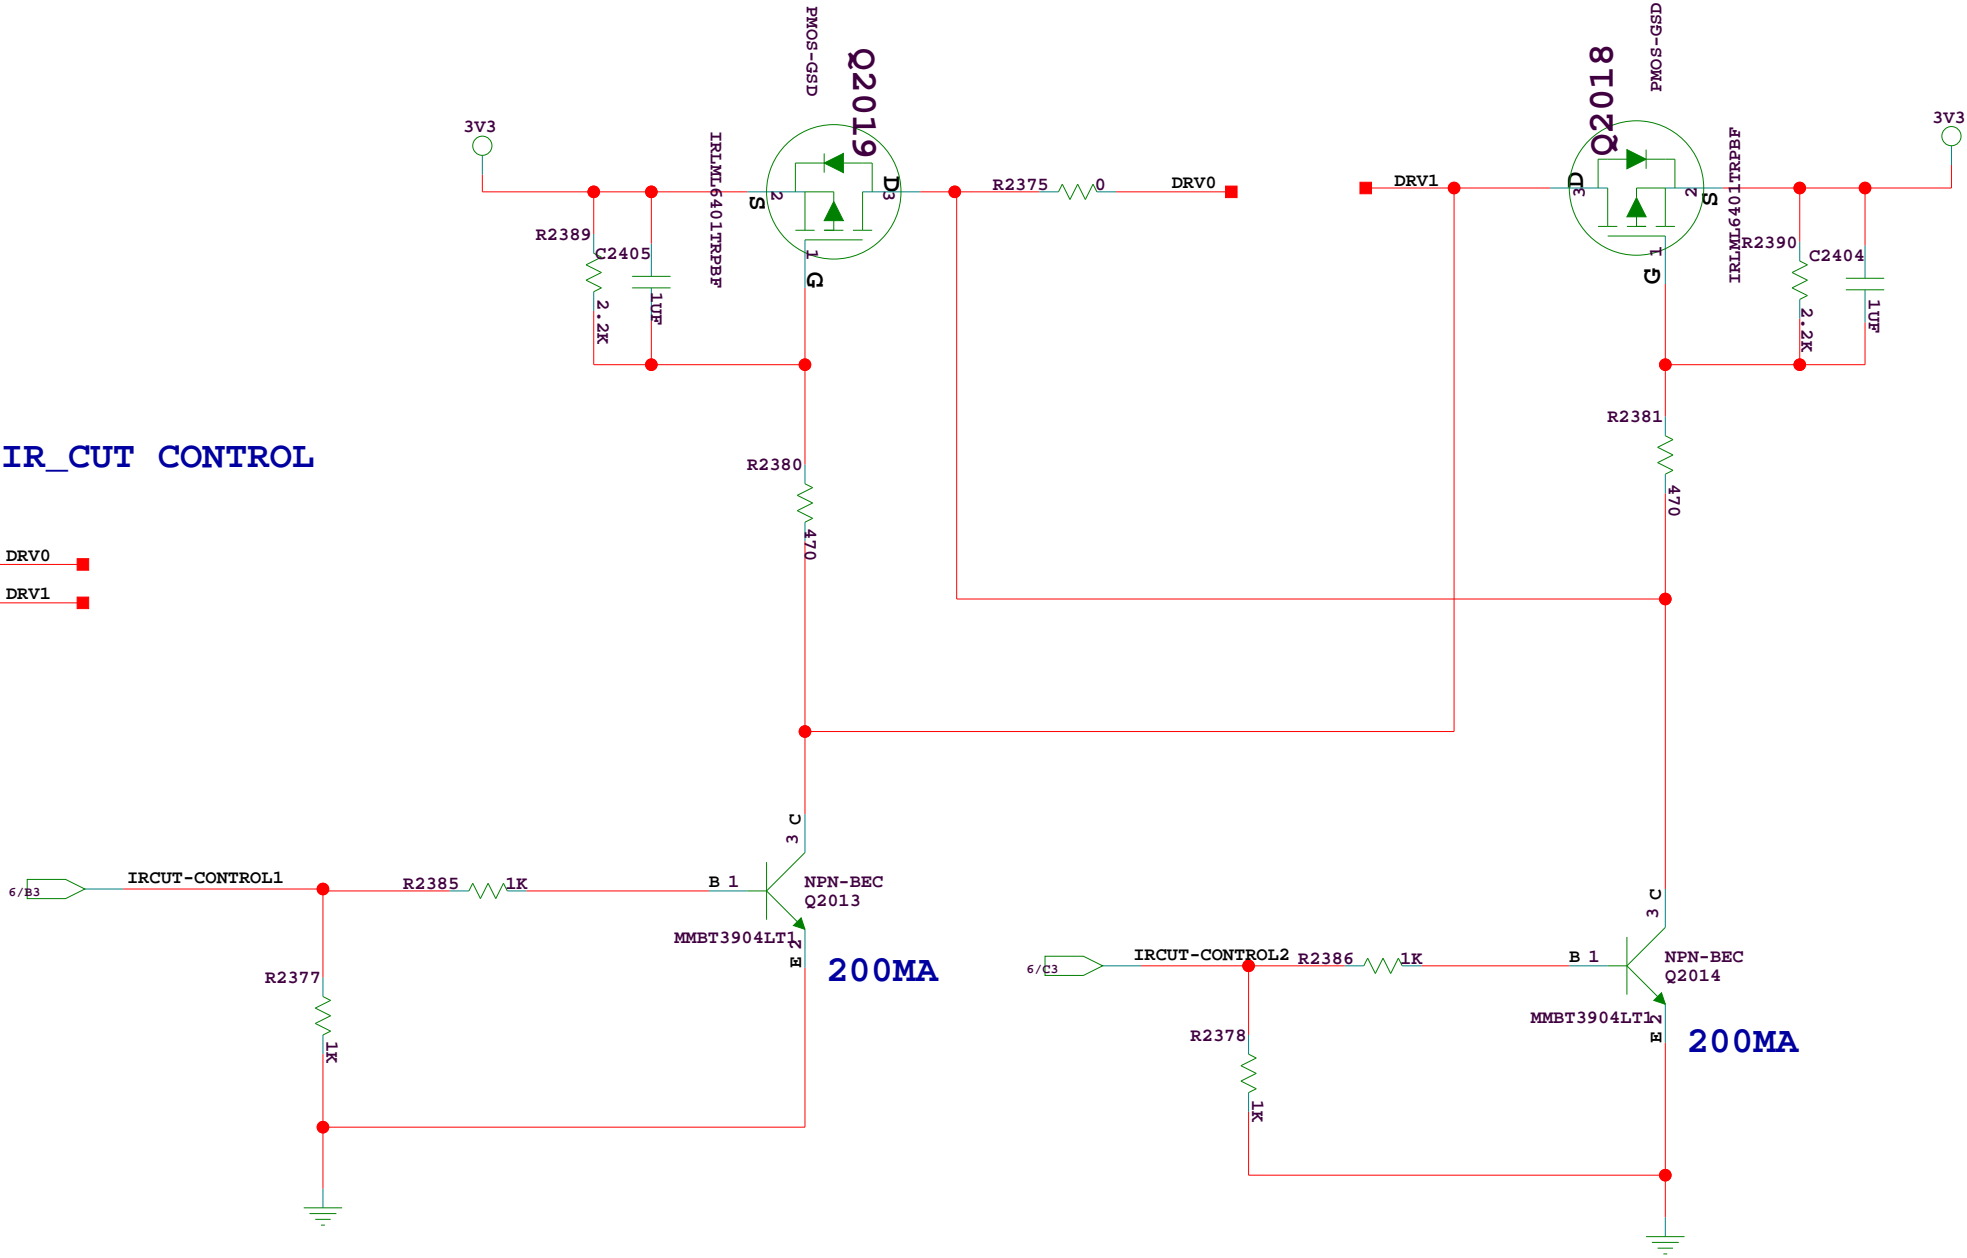 PMOS-GSD
Q2019
PMOS-GSD
Q2018
3V3
3V3
IRLML6401TRPBF
IRLML6401TRPBF
S
2
D
3
R2375
0
DRV0
DRV1
D
3
2
S
R2389
C2405
1
G
R2390
C2404
1
G
2.2K
1UF
2.2K
1UF
R2381
IR_CUT CONTROL
R2380
470
470
DRV0
DRV1
3 C
6/B3
IRCUT-CONTROL1
R2385
1K
B 1
NPN-BEC
Q2013
MMBT3904LT1
E 2
200MA
R2377
1K
3 C
6/C3
IRCUT-CONTROL2
R2386
1K
B 1
NPN-BEC
Q2014
MMBT3904LT1
E 2
200MA
R2378
1K